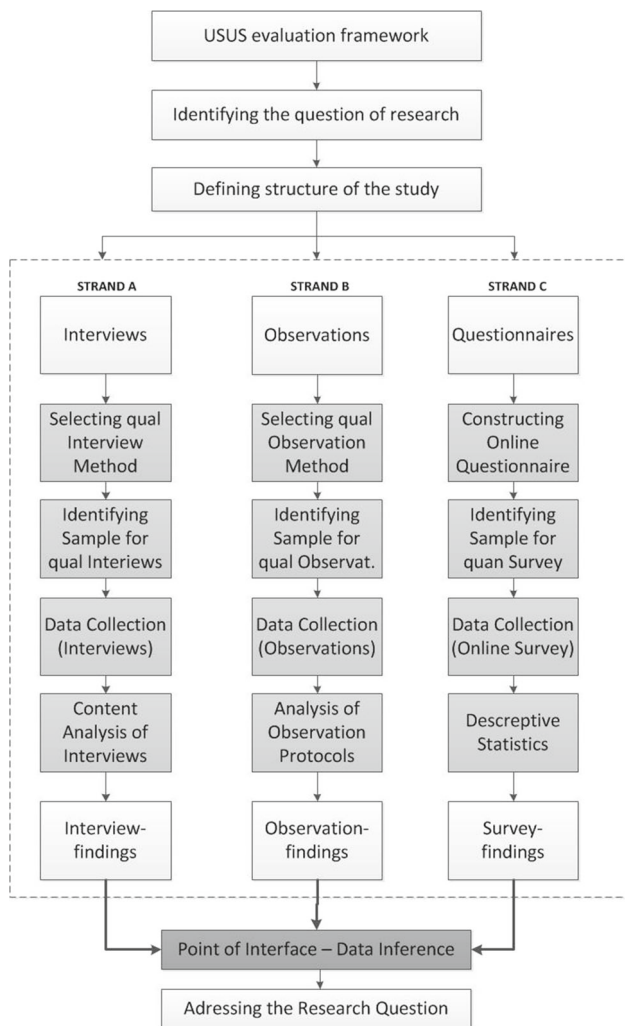 USUS evaluation framework
Identifying the question of research
Defining structure of the study
STRAND A
Interviews
Selecting qual
Interview
Method
Identifying
Sample for
qual Interiews
Data Collection
(Interviews)
Content
Analysis of
Interviews
Interview-
findings
STRAND B
Observations
Selecting qual
Observation
Method
Identifying
Sample for
qual Observat.
Data Collection
(Observations)
Analysis of
Observation
Protocols
Observation-
findings
STRAND C
Questionnaires
Constructing
Online
Questionnaire
Identifying
Sample for
quan Survey
Data Collection
(Online Survey)
Descreptive
Statistics
Survey-
findings
Point of Interface – Data Inference
Adressing the Research Question